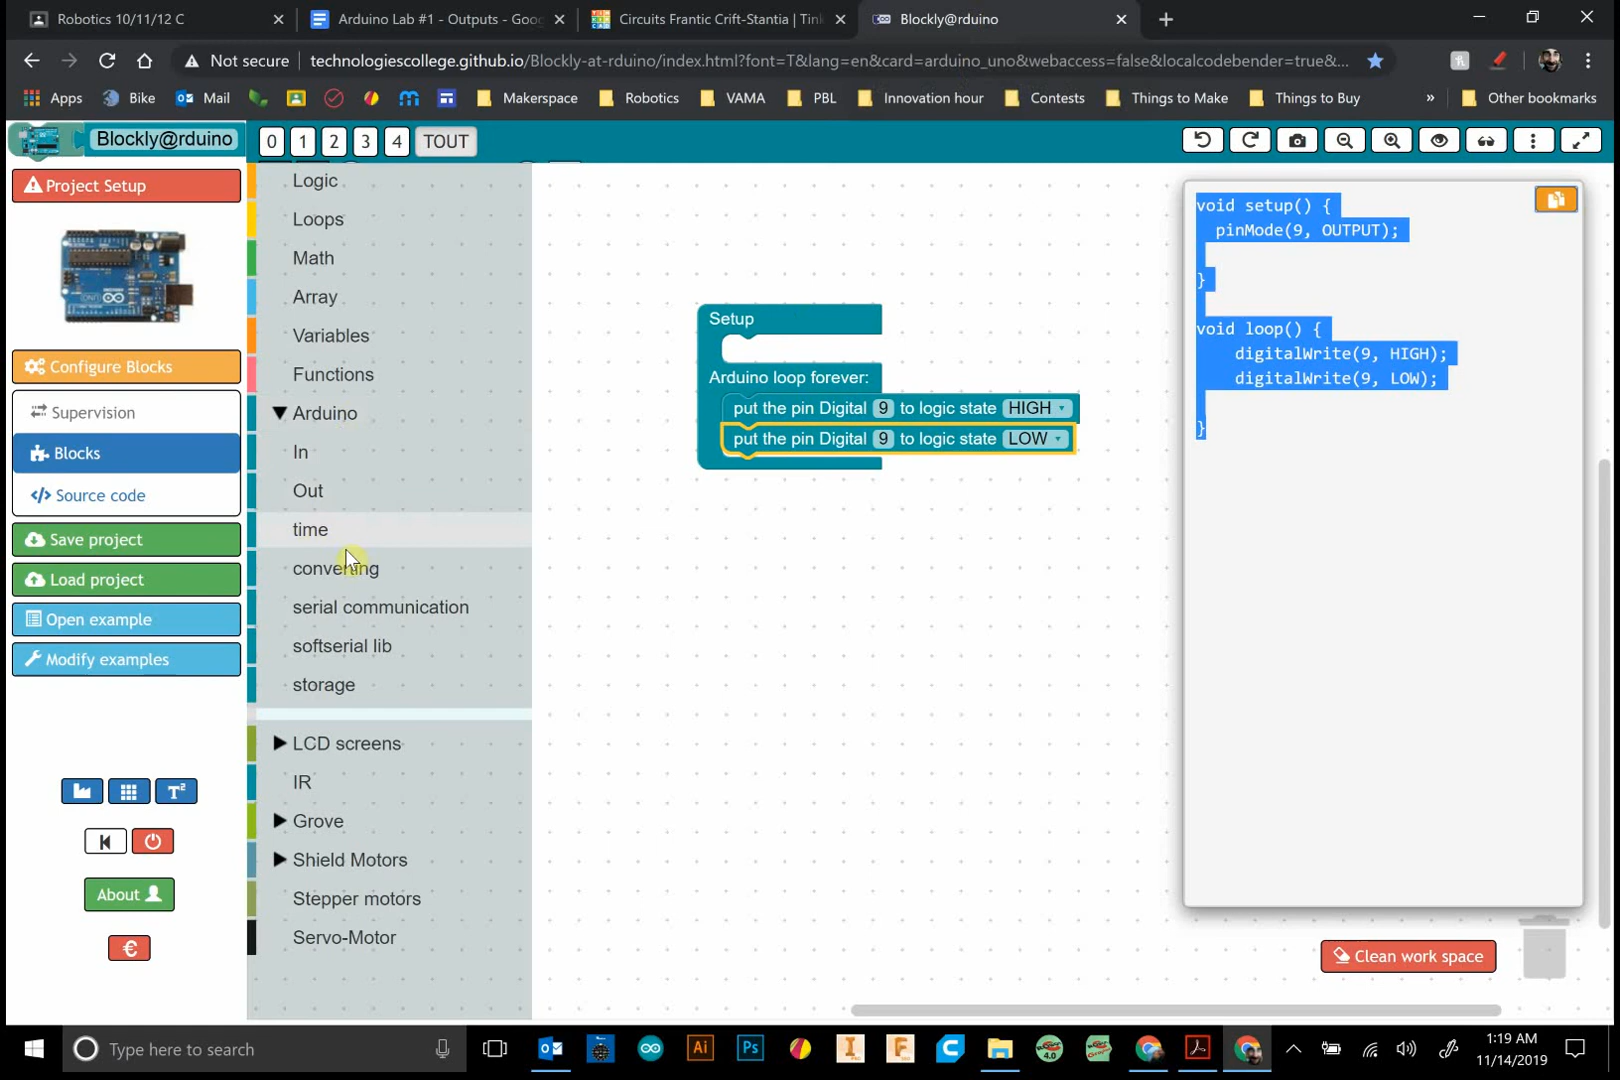 Robotics 10/11/12 C
Arduino Lab #1 - Outputs - Goo
Circuits Frantic Crift-Stantia | Tin
Blockly@rduino
Not secure
technologiescollege.github.io/Blockly-at-rduino/index.html?font=T&lang=en&card=arduino_uno&webaccess=false&localcodebender=true&...
Apps
Bike
Mail
Makerspace
Robotics
VAMA
PBL
Innovation hour
Contests
Things to Make
Things to Buy
»
Other bookmarks
Blockly@rduino
0 1 2 3 4 TOUT
Project Setup
Configure Blocks
Supervision
Blocks
</> Source code
Save project
Load project
Open example
Modify examples
T²
About
€
Logic
Loops
Math
Array
Variables
Functions
Arduino
In
Out
time
converting
serial communication
softserial lib
storage
LCD screens
IR
Grove
Shield Motors
Stepper motors
Servo-Motor
Setup
Arduino loop forever:
put the pin Digital 9 to logic state HIGH
put the pin Digital 9 to logic state LOW
void setup() {
pinMode(9, OUTPUT);
}
void loop() {
digitalWrite(9, HIGH);
digitalWrite(9, LOW);
}
Clean work space
Type here to search
Ai
Ps
4.0
1:19 AM
11/14/2019